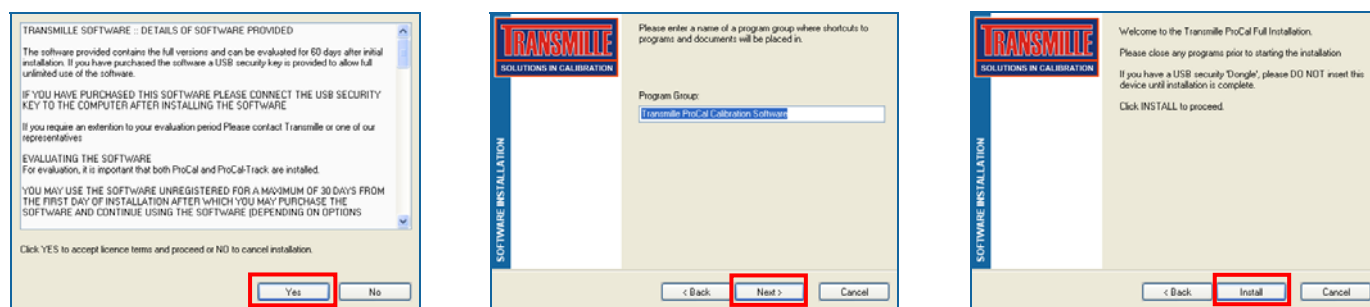 TRANSMILLE SOFTWARE :: DETAILS OF SOFTWARE PROVIDED
The software provided contains the full versions and can be evaluated for 60 days after initial
installation. If you have purchased the software a USB security key is provided to allow full
unlimited use of the software.
IF YOU HAVE PURCHASED THIS SOFTWARE PLEASE CONNECT THE USB SECURITY
KEY TO THE COMPUTER AFTER INSTALLING THE SOFTWARE
If you require an extention to your evaluation period Please contact Transmille or one of our
representatives
EVALUATING THE SOFTWARE
For evaluation, it is important that both ProCal and ProCal-Track are installed.
YOU MAY USE THE SOFTWARE UNREGISTERED FOR A MAXIMUM OF 30 DAYS FROM
THE FIRST DAY OF INSTALLATION AFTER WHICH YOU MAY PURCHASE THE
SOFTWARE AND CONTINUE USING THE SOFTWARE (DEPENDING ON OPTIONS
Click YES to accept licence terms and proceed or NO to cancel installation.
Yes
No
TRANSMILLE
SOLUTIONS IN CALIBRATION
SOFTWARE INSTALLATION
Please enter a name of a program group where shortcuts to
programs and documents will be placed in.
Program Group:
Transmille ProCal Calibration Software
< Back
Next >
Cancel
TRANSMILLE
SOLUTIONS IN CALIBRATION
SOFTWARE INSTALLATION
Welcome to the Transmille ProCal Full Installation.
Please close any programs prior to starting the installation
If you have a USB security 'Dongle', please DO NOT insert this
device until installation is complete.
Click INSTALL to proceed.
< Back
Install
Cancel